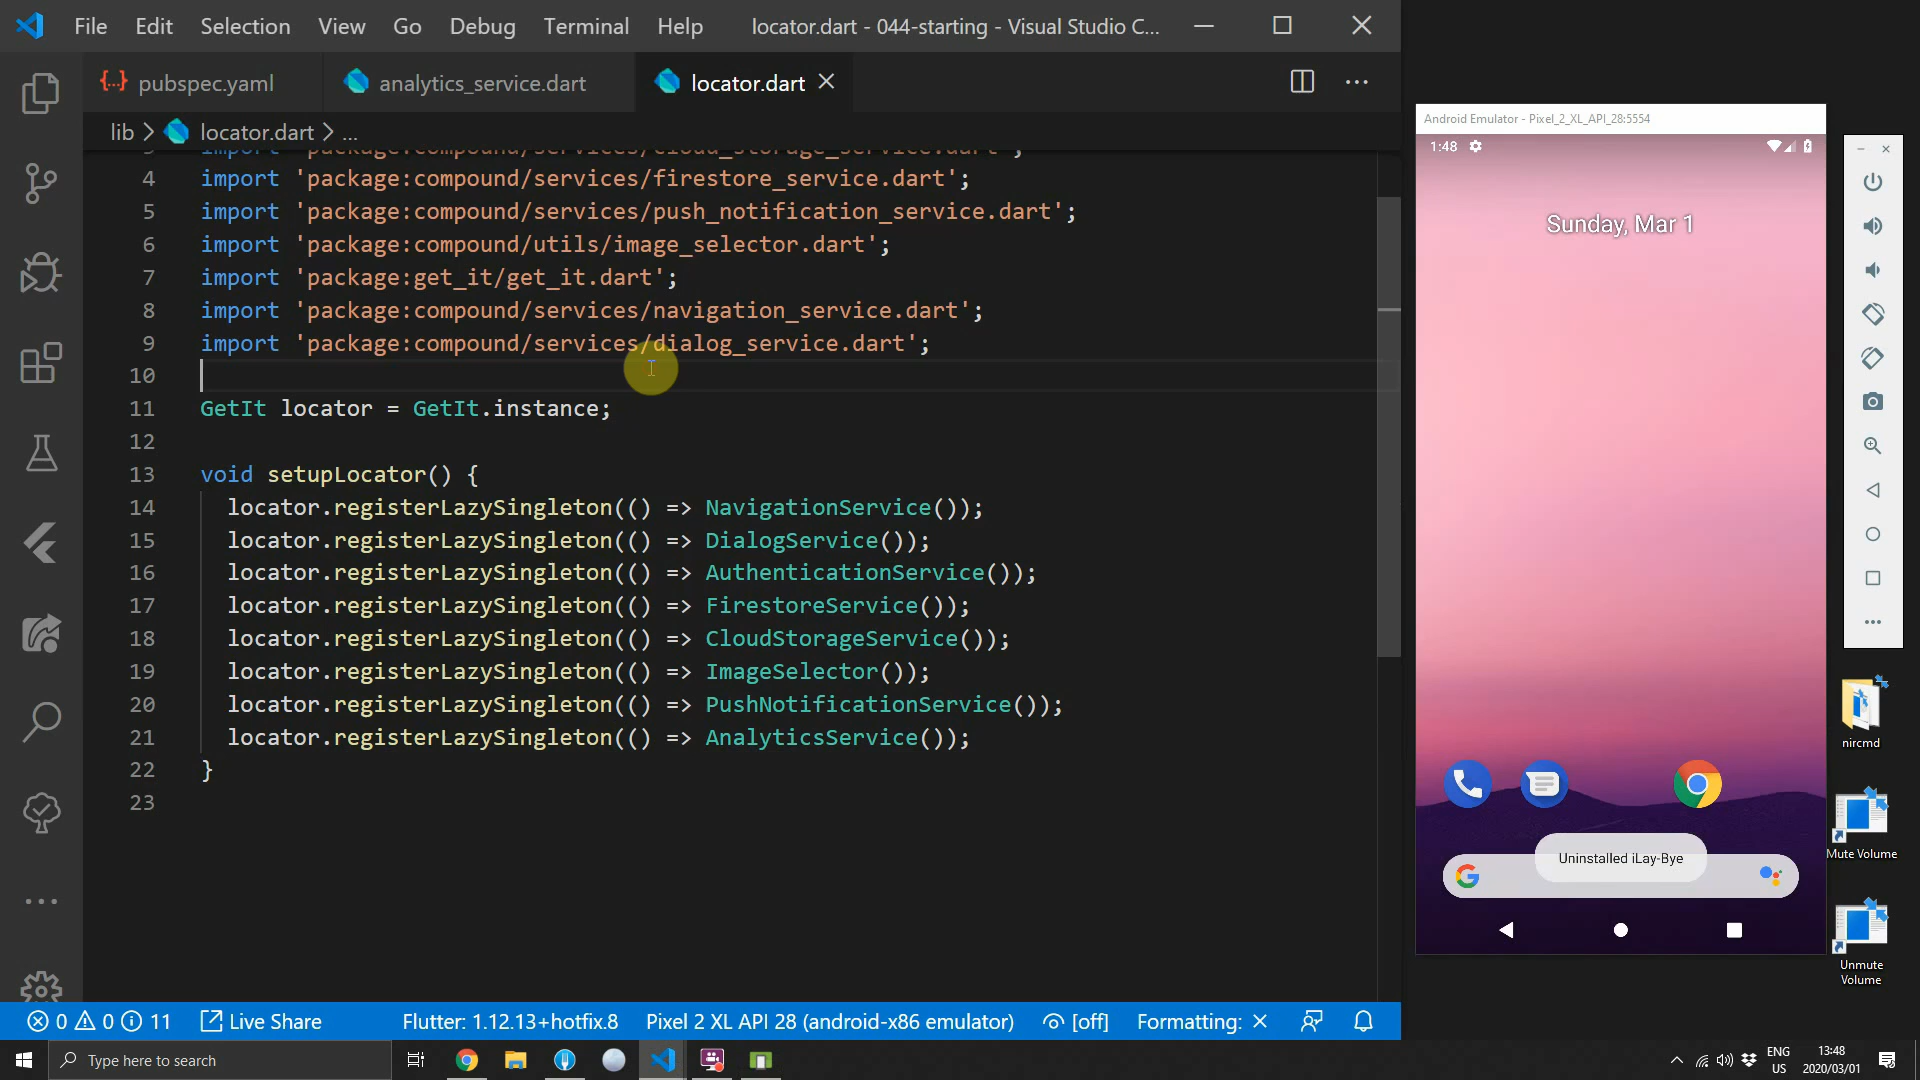 File Edit Selection View Go Debug Terminal Help locator.dart - 044-starting - Visual Studio C...
{..} pubspec.yaml analytics_service.dart locator.dart
lib > locator.dart > ...
import 'package:compound/services/cloud_storage_service.dart';
4 import 'package:compound/services/firestore_service.dart';
5 import 'package:compound/services/push_notification_service.dart';
6 import 'package:compound/utils/image_selector.dart';
7 import 'package:get_it/get_it.dart';
8 import 'package:compound/services/navigation_service.dart';
9 import 'package:compound/services/dialog_service.dart';
10
11 GetIt locator = GetIt.instance;
12
13 void setupLocator() {
14 locator.registerLazySingleton(() => NavigationService());
15 locator.registerLazySingleton(() => DialogService());
16 locator.registerLazySingleton(() => AuthenticationService());
17 locator.registerLazySingleton(() => FirestoreService());
18 locator.registerLazySingleton(() => CloudStorageService());
19 locator.registerLazySingleton(() => ImageSelector());
20 locator.registerLazySingleton(() => PushNotificationService());
21 locator.registerLazySingleton(() => AnalyticsService());
22 }
23
0 0 11 Live Share Flutter: 1.12.13+hotfix.8 Pixel 2 XL API 28 (android-x86 emulator) [off] Formatting: ✕
Android Emulator - Pixel_2_XL_API_28:5554
1:48
Sunday, Mar 1
Uninstalled iLay-Bye
nircmd
Mute Volume
Unmute
Volume
Type here to search
ENG
US
13:48
2020/03/01